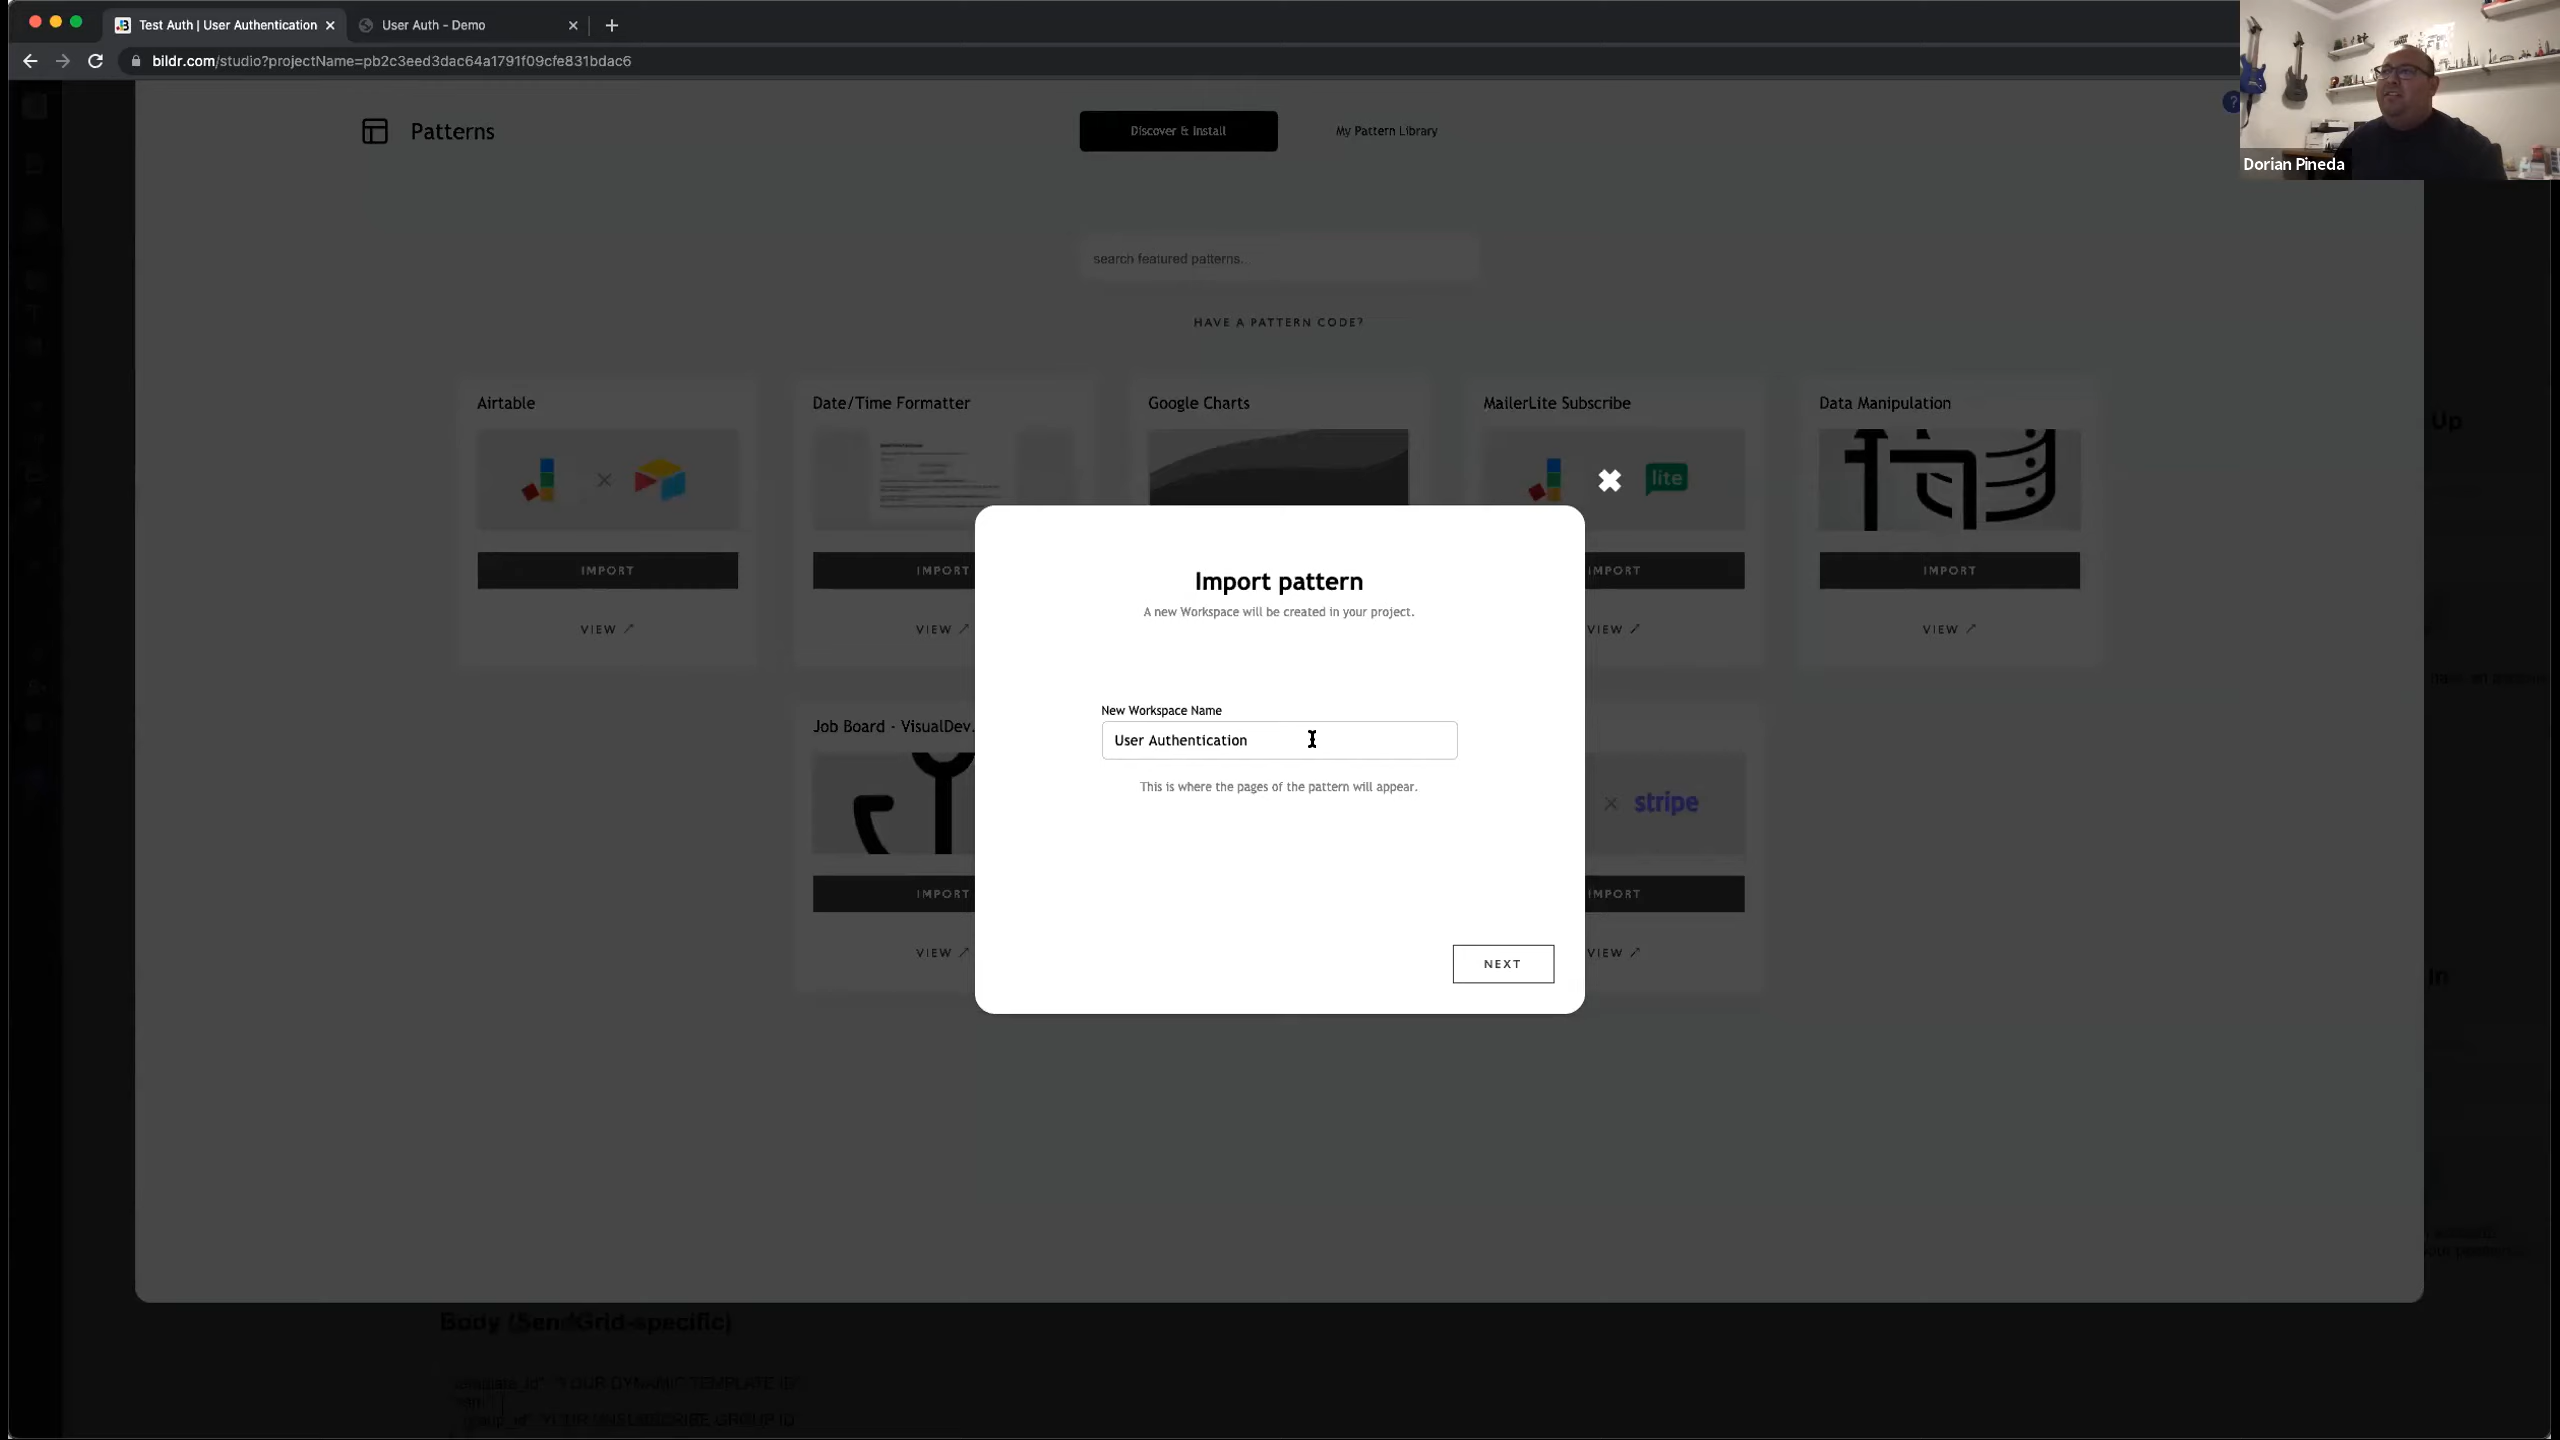 Test Auth | User Authentication
User Auth - Demo
bildr.com/studio?projectName=pb2c3eed3dac64a1791f09cfe831bdac6
Patterns
Discover & Install
My Pattern Library
?
Dorian Pineda
search featured patterns.
HAVE A PATTERN CODE?
Airtable
Date/Time Formatter
Google Charts
MailerLite Subscribe
Data Manipulation
Up
lite
IMPORT
IMPORT
IMPORT
IMPORT
VIEW
VIEW
VIEW
VIEW
Import pattern
A new Workspace will be created in your project.
New Workspace Name
User Authentication
This is where the pages of the pattern will appear.
NEXT
Job Board - VisualDev.
stripe
IMPORT
IMPORT
VIEW
VIEW
In
Body (SendGrid-specific)